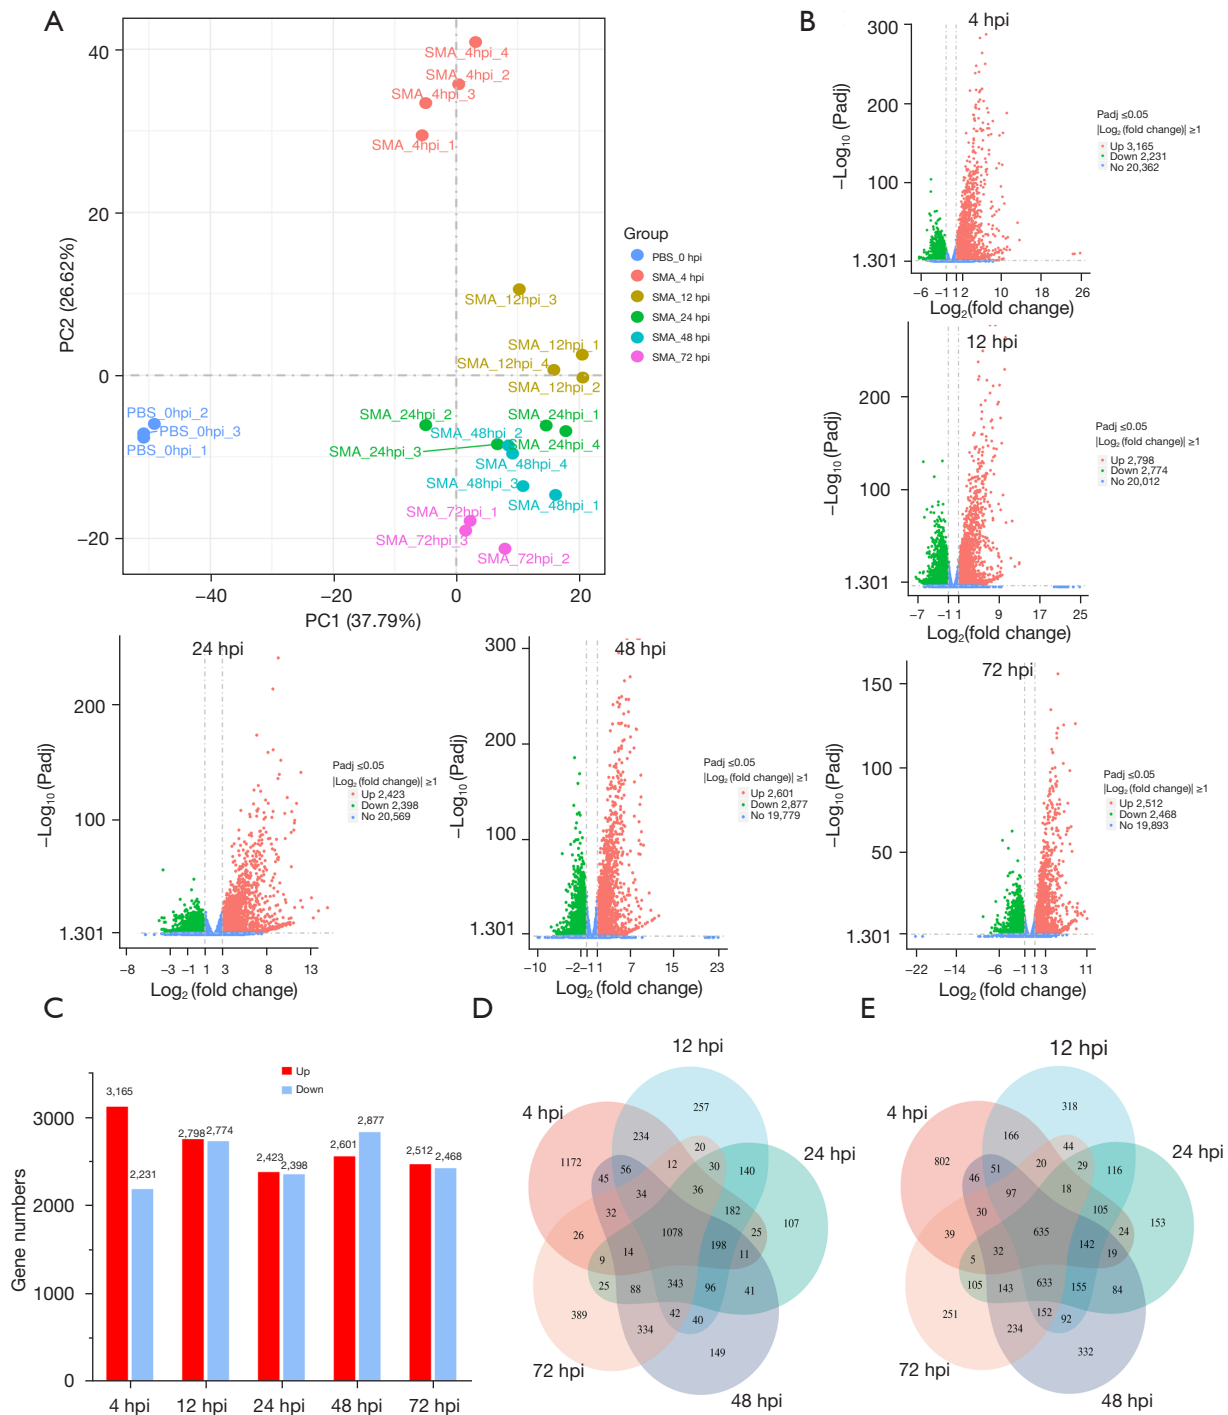 A
40
20
0
−20
PC2 (26.62%)
−40
−20
0
20
PC1 (37.79%)
SMA_4hpi_4
SMA_4hpi_2
SMA_4hpi_3
SMA_4hpi_1
SMA_12hpi_3
SMA_12hpi_1
SMA_12hpi_4
SMA_12hpi_2
PBS_0hpi_2
PBS_0hpi_3
PBS_0hpi_1
SMA_24hpi_2
SMA_24hpi_1
SMA_48hpi_2
SMA_24hpi_4
SMA_24hpi_3
SMA_48hpi_4
SMA_48hpi_3
SMA_48hpi_1
SMA_72hpi_1
SMA_72hpi_3
SMA_72hpi_2
Group
PBS_0 hpi
SMA_4 hpi
SMA_12 hpi
SMA_24 hpi
SMA_48 hpi
SMA_72 hpi
B
4 hpi
300
200
100
1.301
−Log10 (Padj)
−6 −1 1 2 10 18 26
Log2 (fold change)
Padj ≤0.05
|Log2 (fold change)| ≥1
Up 3,165
Down 2,231
No 20,362
12 hpi
200
100
1.301
−Log10 (Padj)
−7 −1 1 9 17 25
Log2 (fold change)
Padj ≤0.05
|Log2 (fold change)| ≥1
Up 2,798
Down 2,774
No 20,012
24 hpi
200
100
1.301
−Log10 (Padj)
−8 −3 −1 1 3 8 13
Log2 (fold change)
Padj ≤0.05
|Log2 (fold change)| ≥1
Up 2,423
Down 2,398
No 20,569
48 hpi
300
200
100
1.301
−Log10 (Padj)
−10 −2 −1 1 7 15 23
Log2 (fold change)
Padj ≤0.05
|Log2 (fold change)| ≥1
Up 2,601
Down 2,877
No 19,779
72 hpi
150
100
50
1.301
−Log10 (Padj)
−22 −14 −6 −1 1 3 11
Log2 (fold change)
Padj ≤0.05
|Log2 (fold change)| ≥1
Up 2,512
Down 2,468
No 19,893
C
Up
Down
3000
2000
1000
0
Gene numbers
3,165
2,231
2,798
2,774
2,423
2,398
2,601
2,877
2,512
2,468
4 hpi 12 hpi 24 hpi 48 hpi 72 hpi
D
12 hpi
4 hpi
24 hpi
72 hpi
48 hpi
257
234
20
1172
56
12
30
140
45
34
36
32
182
107
26
1078
25
14
198
11
9
25
88
343
96
41
389
42
40
334
149
E
12 hpi
4 hpi
24 hpi
72 hpi
48 hpi
318
166
44
802
51
20
29
116
46
97
18
30
105
153
39
635
24
32
142
19
5
105
143
633
155
84
251
152
92
234
332